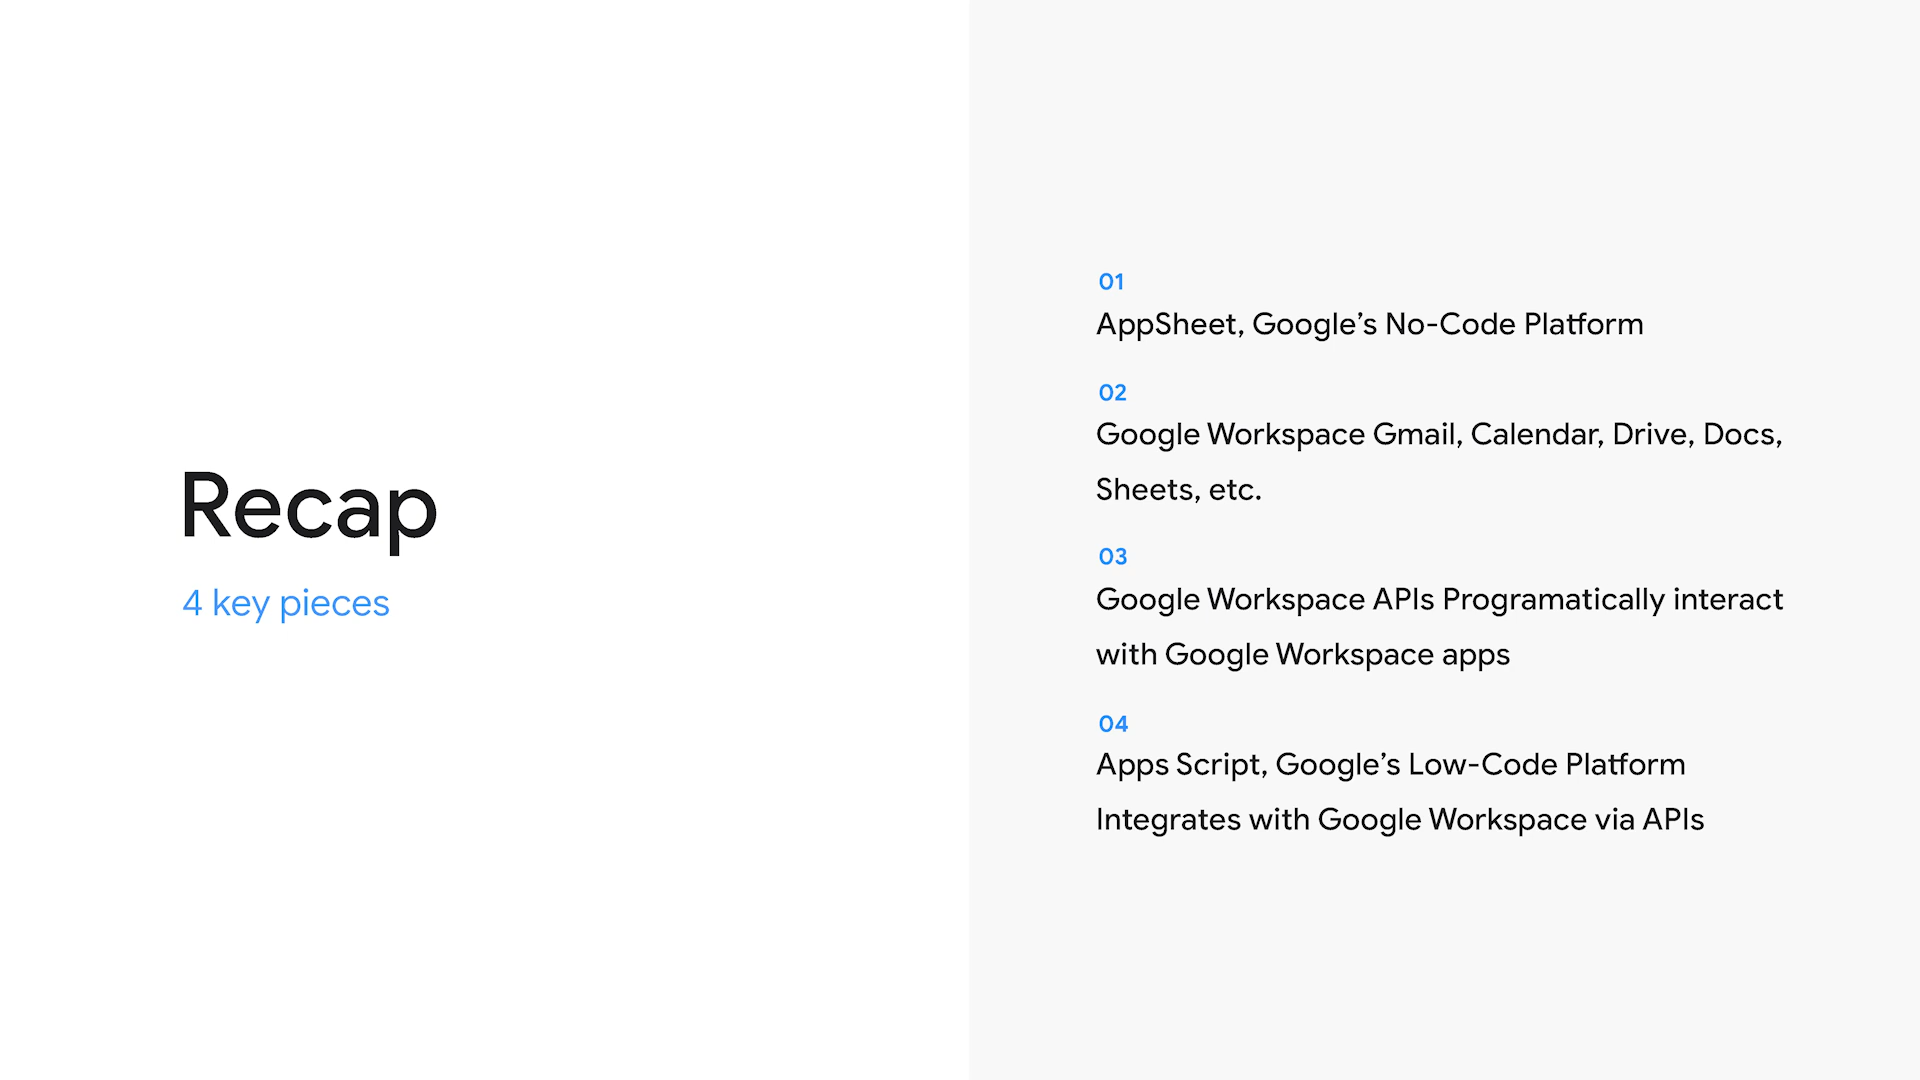 Recap
4 key pieces
01
AppSheet, Google’s No-Code Platform
02
Google Workspace Gmail, Calendar, Drive, Docs,
Sheets, etc.
03
Google Workspace APIs Programatically interact
with Google Workspace apps
04
Apps Script, Google’s Low-Code Platform
Integrates with Google Workspace via APIs